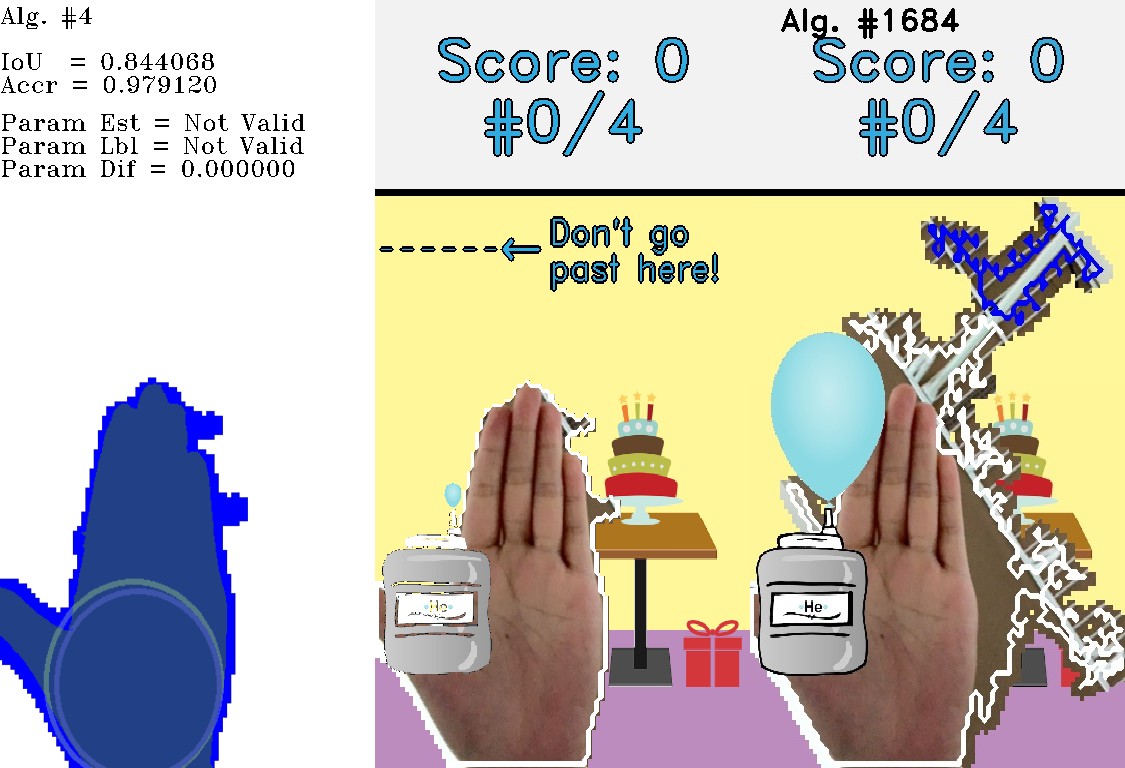 Alg. #4
IoU = 0.844068
Accr = 0.979120
Param Est = Not Valid
Param Lbl = Not Valid
Param Dif = 0.000000
Score: 0
#0/4
Don't go
past here!
He
Alg. #1684
Score: 0
#0/4
He